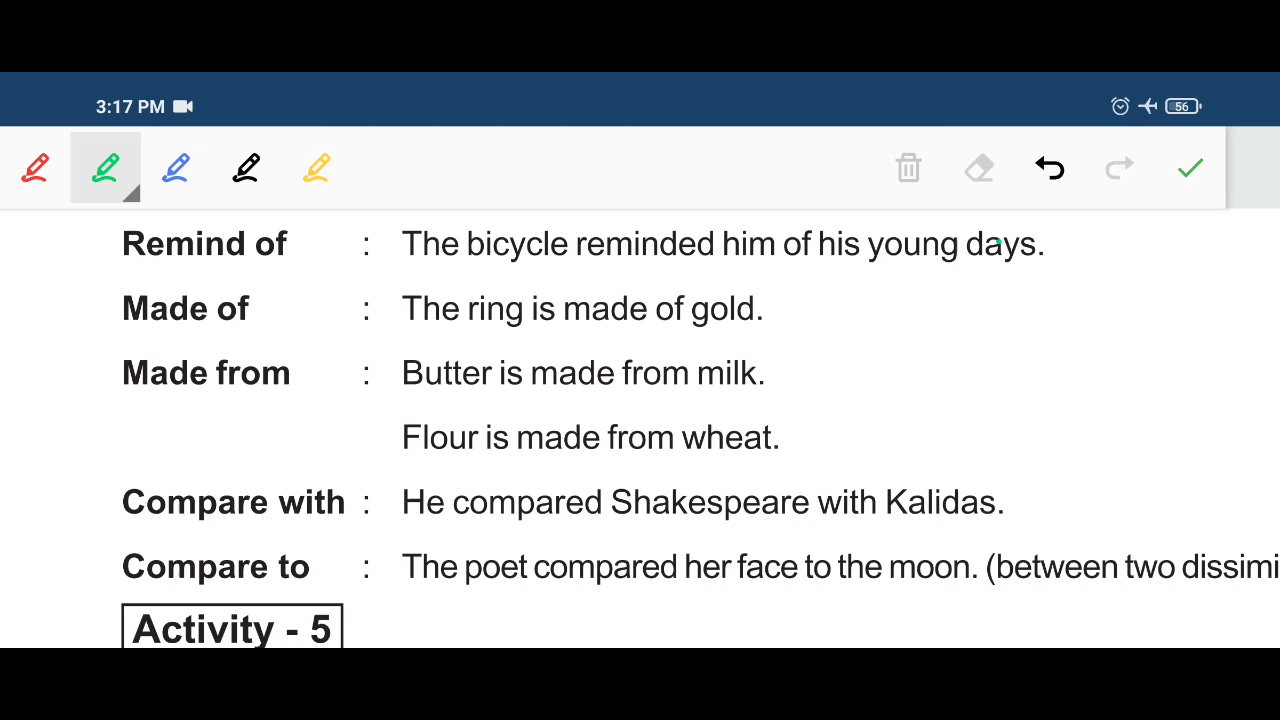 3:17 PM 56
Remind of : The bicycle reminded him of his young days.
Made of : The ring is made of gold.
Made from : Butter is made from milk.
Flour is made from wheat.
Compare with : He compared Shakespeare with Kalidas.
Compare to : The poet compared her face to the moon. (between two
Activity - 5